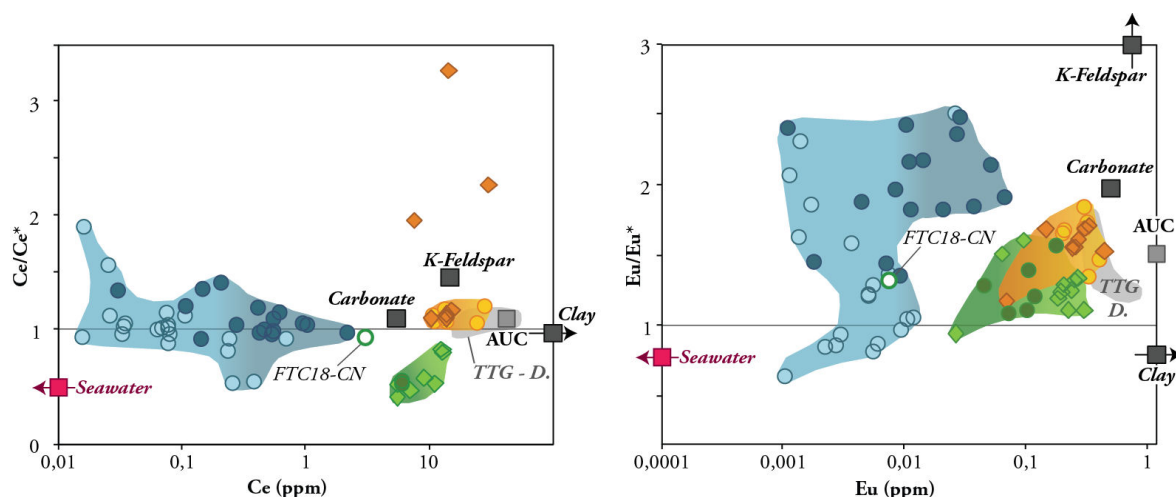 3
2
1
0
Ce/Ce*
0,01
0,1
1
10
Ce (ppm)
K-Feldspar
Carbonate
Clay
AUC
FTC18-CN
TTG - D.
Seawater
3
2
1
Eu/Eu*
0,0001
0,001
0,01
0,1
1
Eu (ppm)
K-Feldspar
Carbonate
AUC
FTC18-CN
TTG
D.
Seawater
Clay